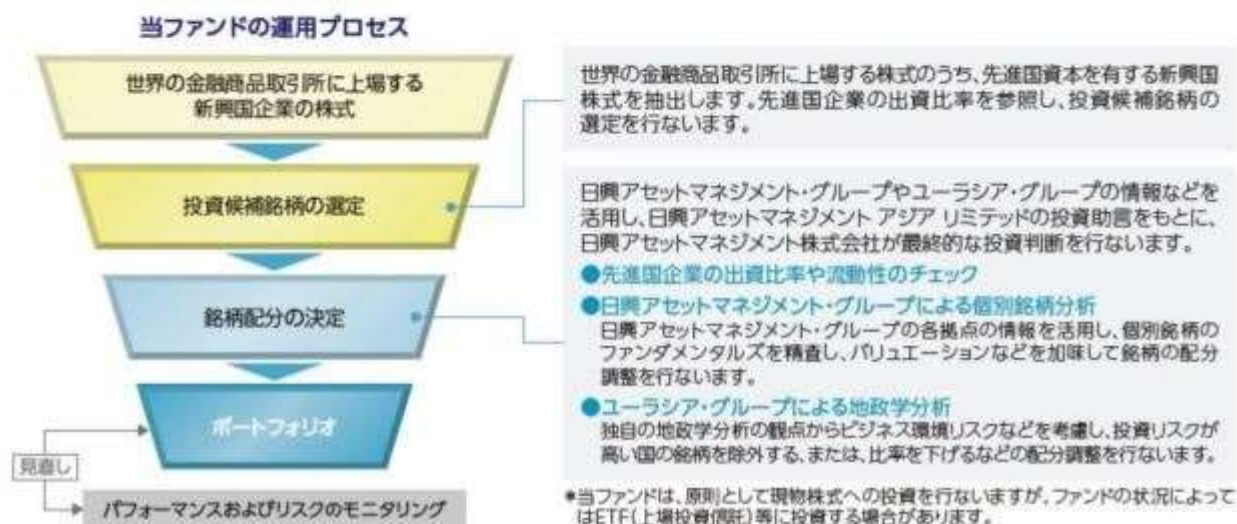 当ファンドの運用プロセス
世界の金融商品取引所に上場する
新興国企業の株式
投資候補銘柄の選定
銘柄配分の決定
ポートフォリオ
見直し
パフォーマンスおよびリスクのモニタリング
世界の金融商品取引所に上場する株式のうち、先進国資本を有する新興国
株式を抽出します。先進国企業の出資比率を参照し、投資候補銘柄の
選定を行ないます。
日興アセットマネジメント・グループやユーラシア・グループの情報などを
活用し、日興アセットマネジメント アジア リミテッドの投資助言をもとに、
日興アセットマネジメント株式会社が最終的な投資判断を行ないます。
●先進国企業の出資比率や流動性のチェック
●日興アセットマネジメント・グループによる個別銘柄分析
日興アセットマネジメント・グループの各拠点の情報を活用し、個別銘柄の
ファンダメンタルズを精査し、バリュエーションなどを加味して銘柄の配分
調整を行ないます。
●ユーラシア・グループによる地政学分析
独自の地政学分析の観点からビジネス環境リスクなどを考慮し、投資リスクが
高い国の銘柄を除外する、または、比率を下げるなどの配分調整を行ないます。
*当ファンドは、原則として現物株式への投資を行ないますが、ファンドの状況によって
はETF(上場投資信託)等に投資する場合があります。